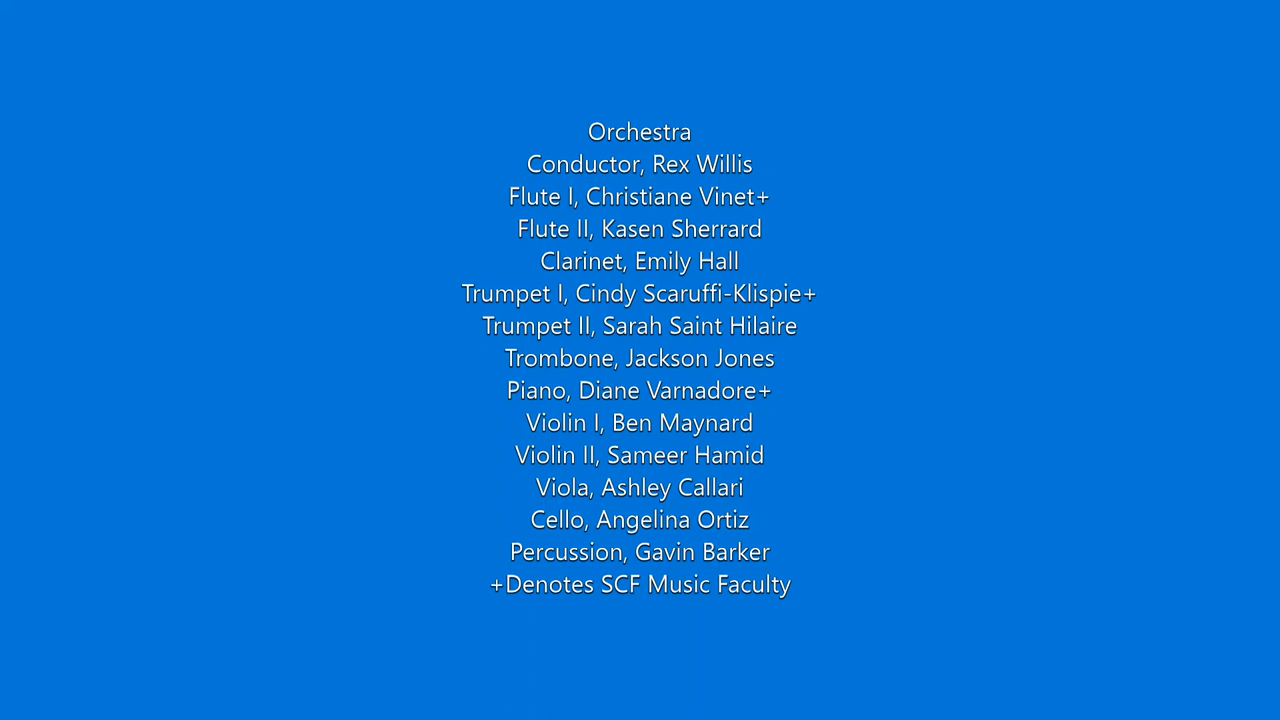 Orchestra
Conductor, Rex Willis
Flute I, Christiane Vinet+
Flute II, Kasen Sherrard
Clarinet, Emily Hall
Trumpet I, Cindy Scaruffi-Klispie+
Trumpet II, Sarah Saint Hilaire
Trombone, Jackson Jones
Piano, Diane Varnadore+
Violin I, Ben Maynard
Violin II, Sameer Hamid
Viola, Ashley Callari
Cello, Angelina Ortiz
Percussion, Gavin Barker
+Denotes SCF Music Faculty